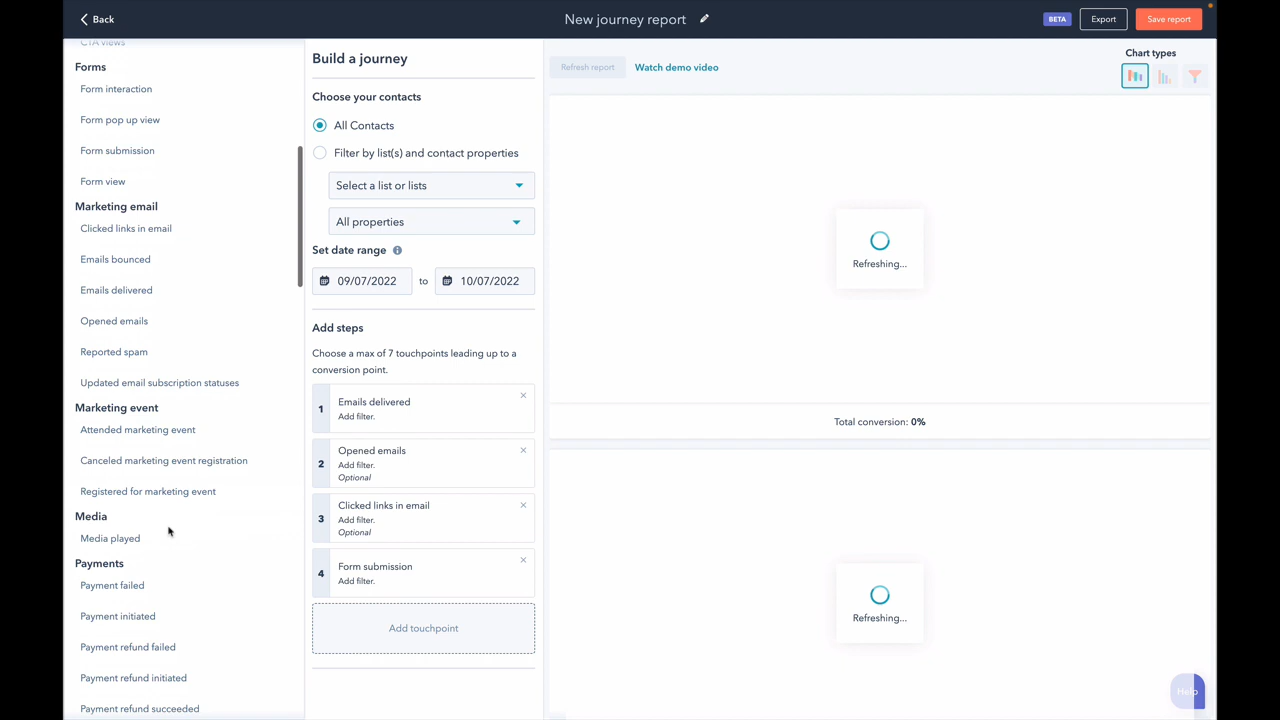 Back
New journey report
BETA
Export
Save report
CTA views
Forms
Form interaction
Form pop up view
Form submission
Form view
Marketing email
Clicked links in email
Emails bounced
Emails delivered
Opened emails
Reported spam
Updated email subscription statuses
Marketing event
Attended marketing event
Canceled marketing event registration
Registered for marketing event
Media
Media played
Payments
Payment failed
Payment initiated
Payment refund failed
Payment refund initiated
Payment refund succeeded
Build a journey
Choose your contacts
All Contacts
Filter by list(s) and contact properties
Select a list or lists
All properties
Set date range
09/07/2022 to 10/07/2022
Add steps
Choose a max of 7 touchpoints leading up to a
conversion point.
1
Emails delivered
Add filter.
2
Opened emails
Add filter.
Optional
3
Clicked links in email
Add filter.
Optional
4
Form submission
Add filter.
Add touchpoint
Refresh report
Watch demo video
Chart types
Refreshing...
Total conversion: 0%
Refreshing...
Help